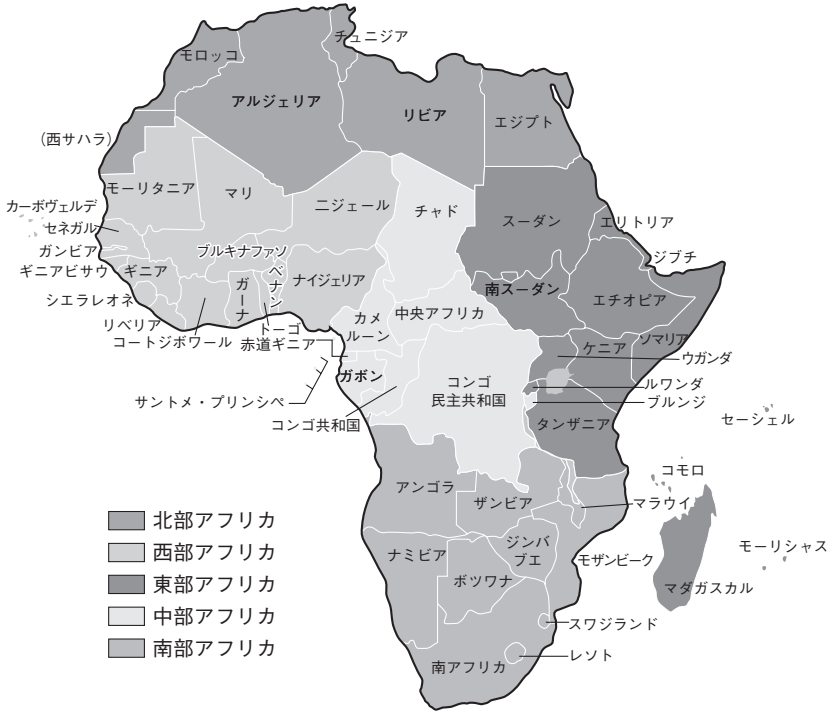 モロッコ
チュニジア
アルジェリア
リビア
エジプト
(西サハラ)
モーリタニア
マリ
ニジェール
チャド
スーダン
エリトリア
カーボヴェルデ
セネガル
ガンビア
ギニアビサウ
ギニア
ブルキナファソ
ベナン
ナイジェリア
ジブチ
南スーダン
エチオピア
シエラレオネ
リベリア
コートジボワール
ガーナ
トーゴ
赤道ギニア
カメ
ルーン
中央アフリカ
ソマリア
ケニア
ウガンダ
ガボン
サントメ・プリンシペ
コンゴ共和国
コンゴ
民主共和国
ルワンダ
ブルンジ
タンザニア
セーシェル
コモロ
アンゴラ
ザンビア
マラウイ
ナミビア
ジンバ
ブエ
ボツワナ
モザンビーク
モーリシャス
マダガスカル
スワジランド
南アフリカ
レソト
北部アフリカ
西部アフリカ
東部アフリカ
中部アフリカ
南部アフリカ